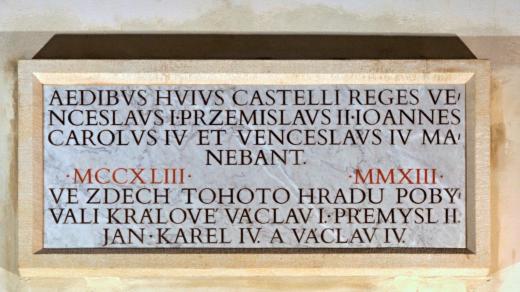 AEDIBVS HVIVS CASTELLI REGES VE-
NCESLAVS I·PRZEMISLAVS II·IOANNES
CAROLVS IV ET VENCESLAVS IV MA-
NEBANT.
·MCCXLIII· ·MMXIII·
VE ZDECH TOHOTO HRADU POBY-
VALI KRÁLOVÉ VÁCLAV I.·PŘEMYSL II.
JAN·KAREL IV. A VÁCLAV IV.